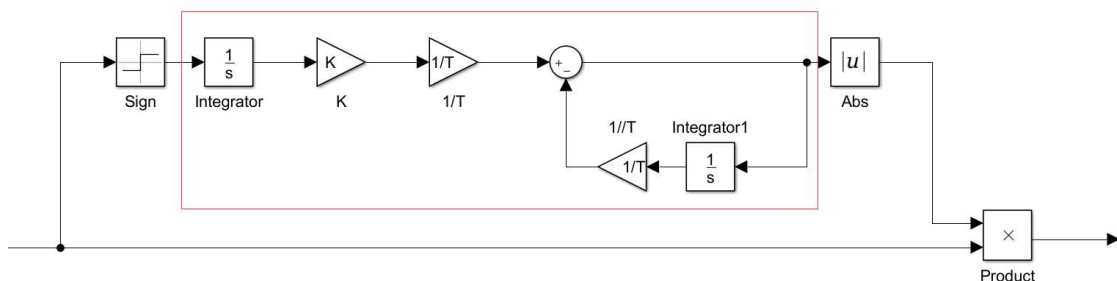 1
s
K
1/T
+
−
|u|
Sign
Integrator
K
1/T
Abs
1//T
Integrator1
1/T
1
s
×
Product